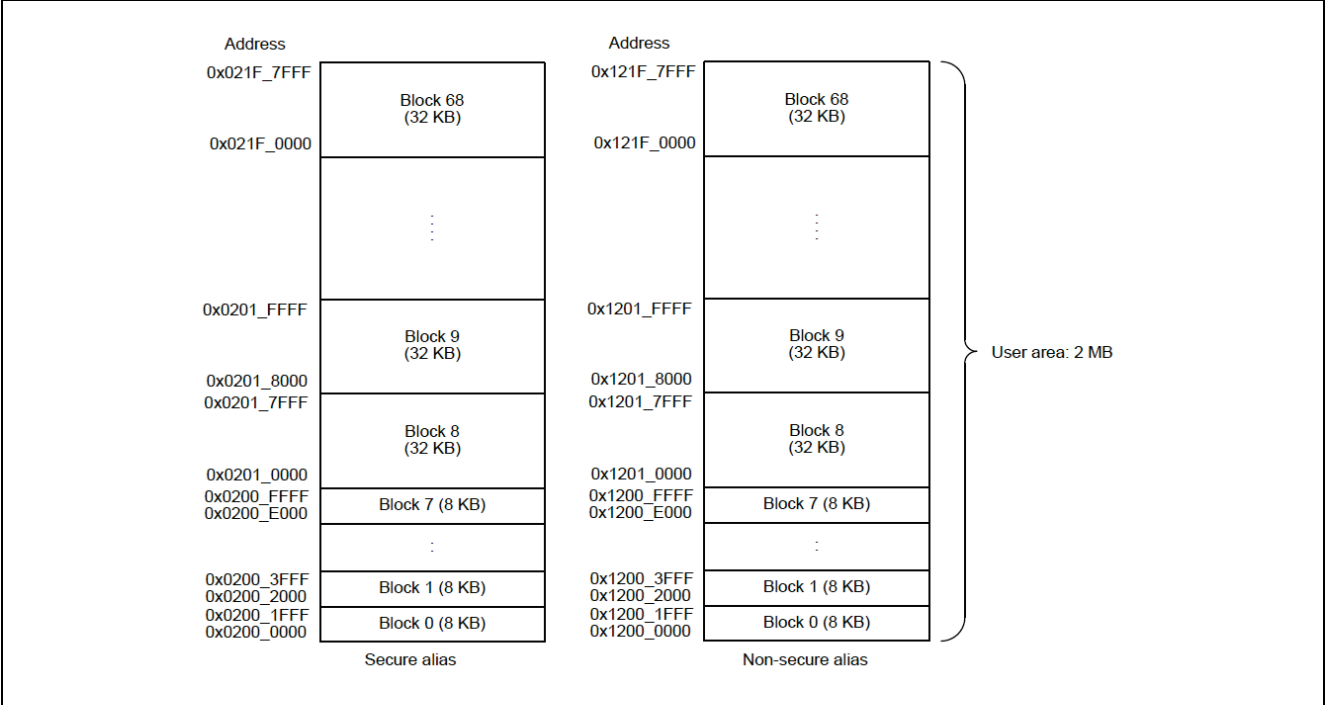 Address
0x021F_7FFF
Block 68
(32 KB)
0x021F_0000
0x0201_FFFF
Block 9
(32 KB)
0x0201_8000
0x0201_7FFF
Block 8
(32 KB)
0x0201_0000
0x0200_FFFF
Block 7 (8 KB)
0x0200_E000
0x0200_3FFF
Block 1 (8 KB)
0x0200_2000
0x0200_1FFF
Block 0 (8 KB)
0x0200_0000
Secure alias
Address
0x121F_7FFF
Block 68
(32 KB)
0x121F_0000
0x1201_FFFF
Block 9
(32 KB)
0x1201_8000
0x1201_7FFF
Block 8
(32 KB)
0x1201_0000
0x1200_FFFF
Block 7 (8 KB)
0x1200_E000
0x1200_3FFF
Block 1 (8 KB)
0x1200_2000
0x1200_1FFF
Block 0 (8 KB)
0x1200_0000
Non-secure alias
User area: 2 MB